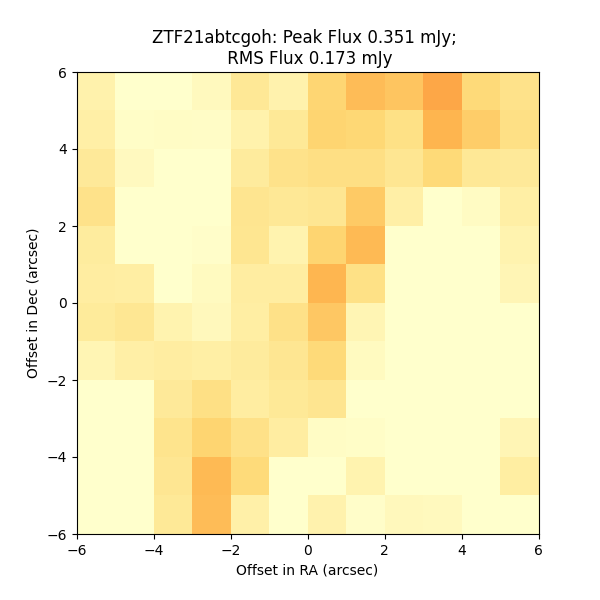 ZTF21abtcgoh: Peak Flux 0.351 mJy;
RMS Flux 0.173 mJy
6
4
2
0
−2
−4
−6
Offset in Dec (arcsec)
−6 −4 −2 0 2 4 6
Offset in RA (arcsec)